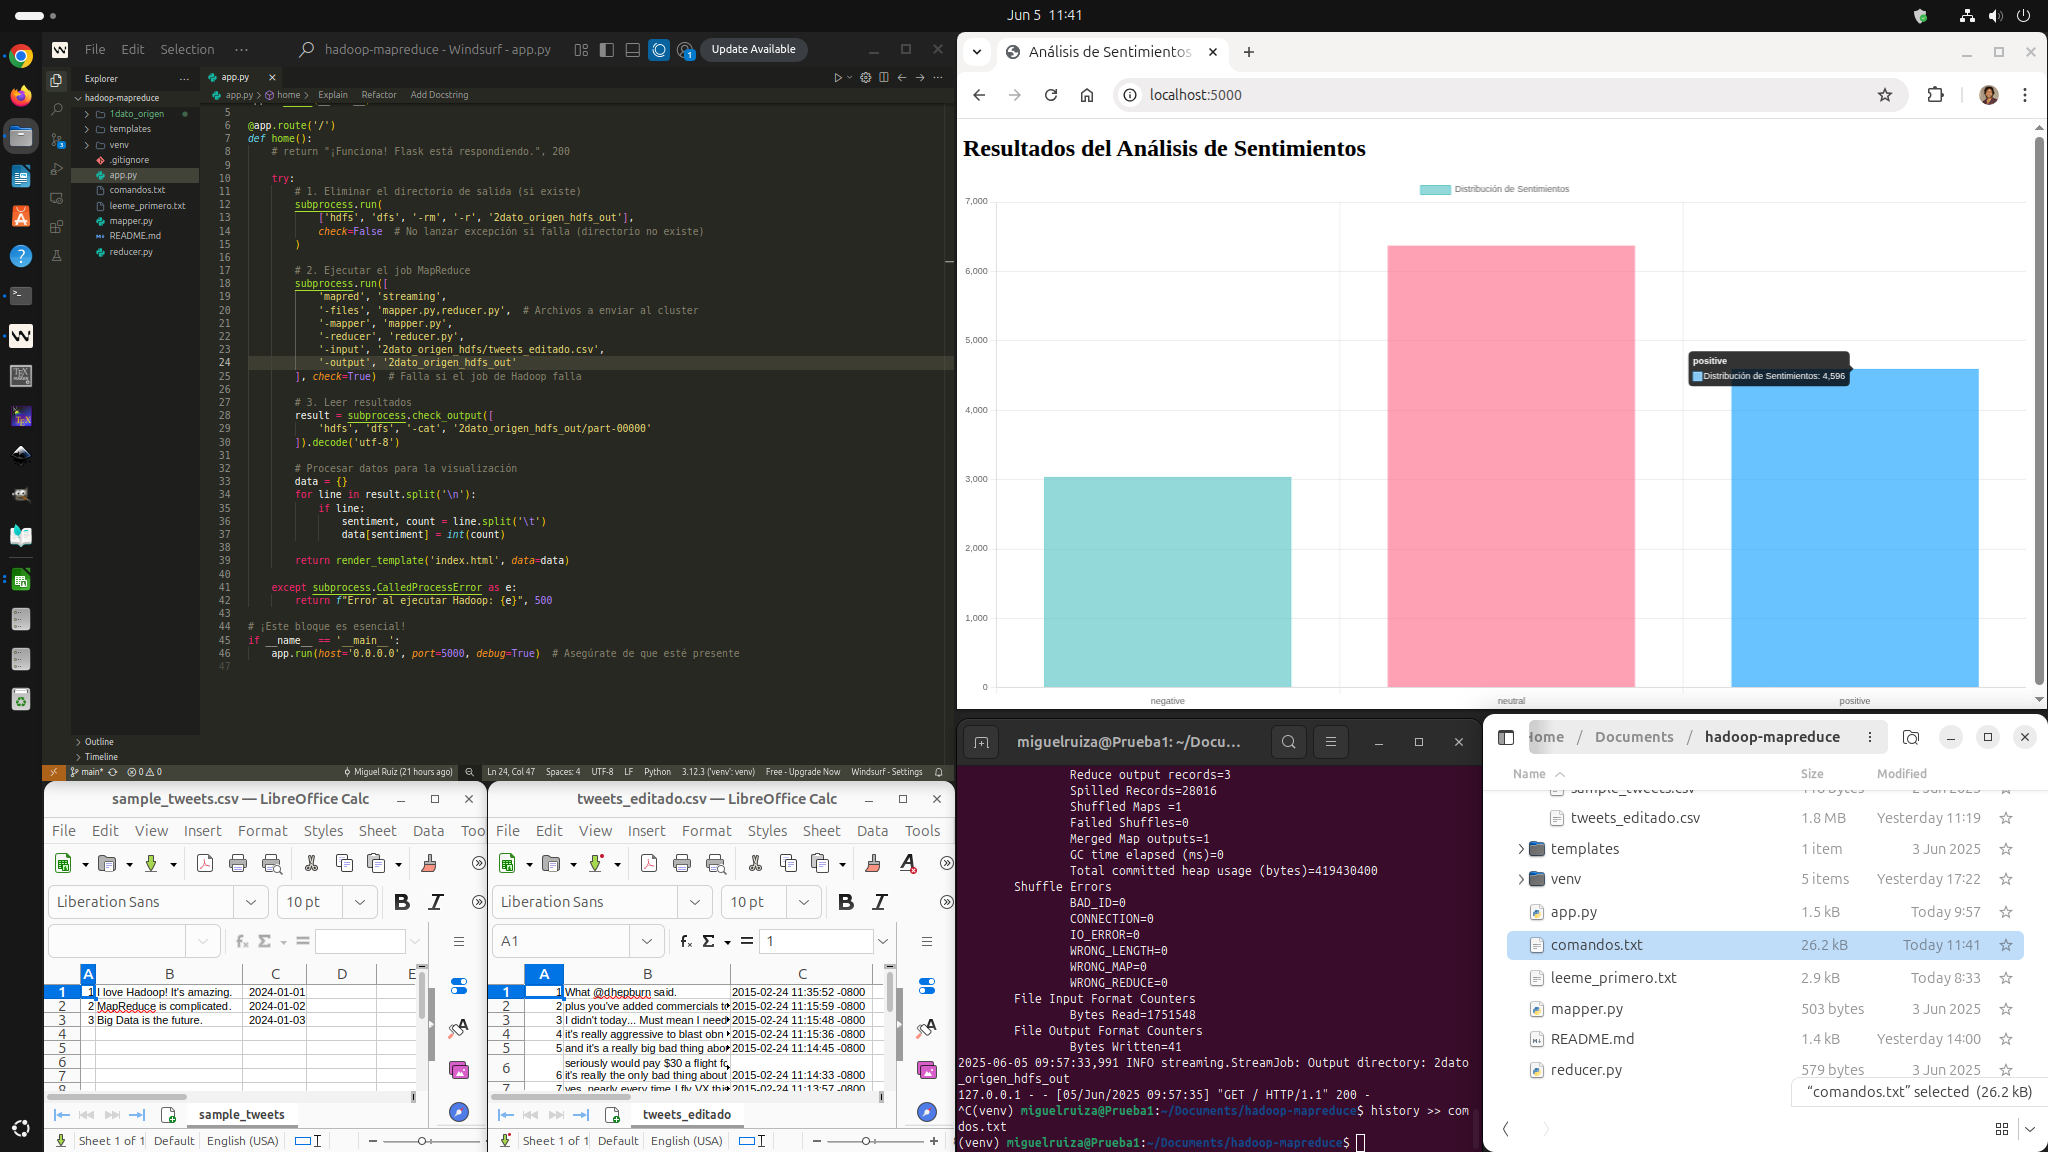 Jun 5 11:41
File Edit Selection ⋯
hadoop-mapreduce - Windsurf - app.py
Update Available
Explorer
hadoop-mapreduce
1dato_origen
templates
venv
.gitignore
app.py
comandos.txt
leeme_primero.txt
mapper.py
README.md
reducer.py
Outline
Timeline
app.py
app.py > home > Explain Refactor Add Docstring
5
6 @app.route('/')
7 def home():
8 # return "¡Funciona! Flask está respondiendo.", 200
9
10 try:
11 # 1. Eliminar el directorio de salida (si existe)
12 subprocess.run(
13 ['hdfs', 'dfs', '-rm', '-r', '2dato_origen_hdfs_out'],
14 check=False # No lanzar excepción si falla (directorio no existe)
15 )
16
17 # 2. Ejecutar el job MapReduce
18 subprocess.run([
19 'mapred', 'streaming',
20 '-files', 'mapper.py,reducer.py', # Archivos a enviar al cluster
21 '-mapper', 'mapper.py',
22 '-reducer', 'reducer.py',
23 '-input', '2dato_origen_hdfs/tweets_editado.csv',
24 '-output', '2dato_origen_hdfs_out'
25 ], check=True) # Falla si el job de Hadoop falla
26
27 # 3. Leer resultados
28 result = subprocess.check_output([
29 'hdfs', 'dfs', '-cat', '2dato_origen_hdfs_out/part-00000'
30 ]).decode('utf-8')
31
32 # Procesar datos para la visualización
33 data = {}
34 for line in result.split('\n'):
35 if line:
36 sentiment, count = line.split('\t')
37 data[sentiment] = int(count)
38
39 return render_template('index.html', data=data)
40
41 except subprocess.CalledProcessError as e:
42 return f"Error al ejecutar Hadoop: {e}", 500
43
44 # ¡Este bloque es esencial!
45 if __name__ == '__main__':
46 app.run(host='0.0.0.0', port=5000, debug=True) # Asegúrate de que esté presente
47
main* 0 0 Miguel Ruiz (21 hours ago) Ln 24, Col 47 Spaces: 4 UTF-8 LF Python 3.12.3 ('venv': venv) Free - Upgrade Now Windsurf - Settings
Análisis de Sentimientos
localhost:5000
Resultados del Análisis de Sentimientos
Distribución de Sentimientos
7,000
6,000
5,000
4,000
3,000
2,000
1,000
0
positive
Distribución de Sentimientos: 4,596
negative neutral positive
sample_tweets.csv — LibreOffice Calc
File Edit View Insert Format Styles Sheet Data Too
Liberation Sans 10 pt B I
A B C D E
1 1 I love Hadoop! It's amazing. 2024-01-01
2 2 MapReduce is complicated. 2024-01-02
3 3 Big Data is the future. 2024-01-03
4
5
6
7
8
sample_tweets
Sheet 1 of 1 Default English (USA)
tweets_editado.csv — LibreOffice Calc
File Edit View Insert Format Styles Sheet Data Tools
Liberation Sans 10 pt B I
A1 fx Σ = 1
A B C
1 1 What @dhepburn said. 2015-02-24 11:35:52 -0800
2 2 plus you've added commercials t 2015-02-24 11:15:59 -0800
3 3 I didn't today... Must mean I need 2015-02-24 11:15:48 -0800
4 4 it's really aggressive to blast obn 2015-02-24 11:15:36 -0800
5 5 and it's a really big bad thing abo 2015-02-24 11:14:45 -0800
seriously would pay $30 a flight fo
6 6 it's really the only bad thing about 2015-02-24 11:14:33 -0800
7 7 yes, nearly every time I fly VX thi 2015-02-24 11:13:57 -0800
tweets_editado
Sheet 1 of 1 Default English (USA)
miguelruiza@Prueba1: ~/Docu...
Reduce output records=3
Spilled Records=28016
Shuffled Maps =1
Failed Shuffles=0
Merged Map outputs=1
GC time elapsed (ms)=0
Total committed heap usage (bytes)=419430400
Shuffle Errors
BAD_ID=0
CONNECTION=0
IO_ERROR=0
WRONG_LENGTH=0
WRONG_MAP=0
WRONG_REDUCE=0
File Input Format Counters
Bytes Read=1751548
File Output Format Counters
Bytes Written=41
2025-06-05 09:57:33,991 INFO streaming.StreamJob: Output directory: 2dato
_origen_hdfs_out
127.0.0.1 - - [05/Jun/2025 09:57:35] "GET / HTTP/1.1" 200 -
^C(venv) miguelruiza@Prueba1:~/Documents/hadoop-mapreduce$ history >> com
dos.txt
(venv) miguelruiza@Prueba1:~/Documents/hadoop-mapreduce$
Home / Documents / hadoop-mapreduce
Name Size Modified
sample_tweets.csv 2 Jun 2025
tweets_editado.csv 1.8 MB Yesterday 11:19
templates 1 item 3 Jun 2025
venv 5 items Yesterday 17:22
app.py 1.5 kB Today 9:57
comandos.txt 26.2 kB Today 11:41
leeme_primero.txt 2.9 kB Today 8:33
mapper.py 503 bytes 3 Jun 2025
README.md 1.4 kB Yesterday 14:00
reducer.py 579 bytes 3 Jun 2025
“comandos.txt” selected (26.2 kB)